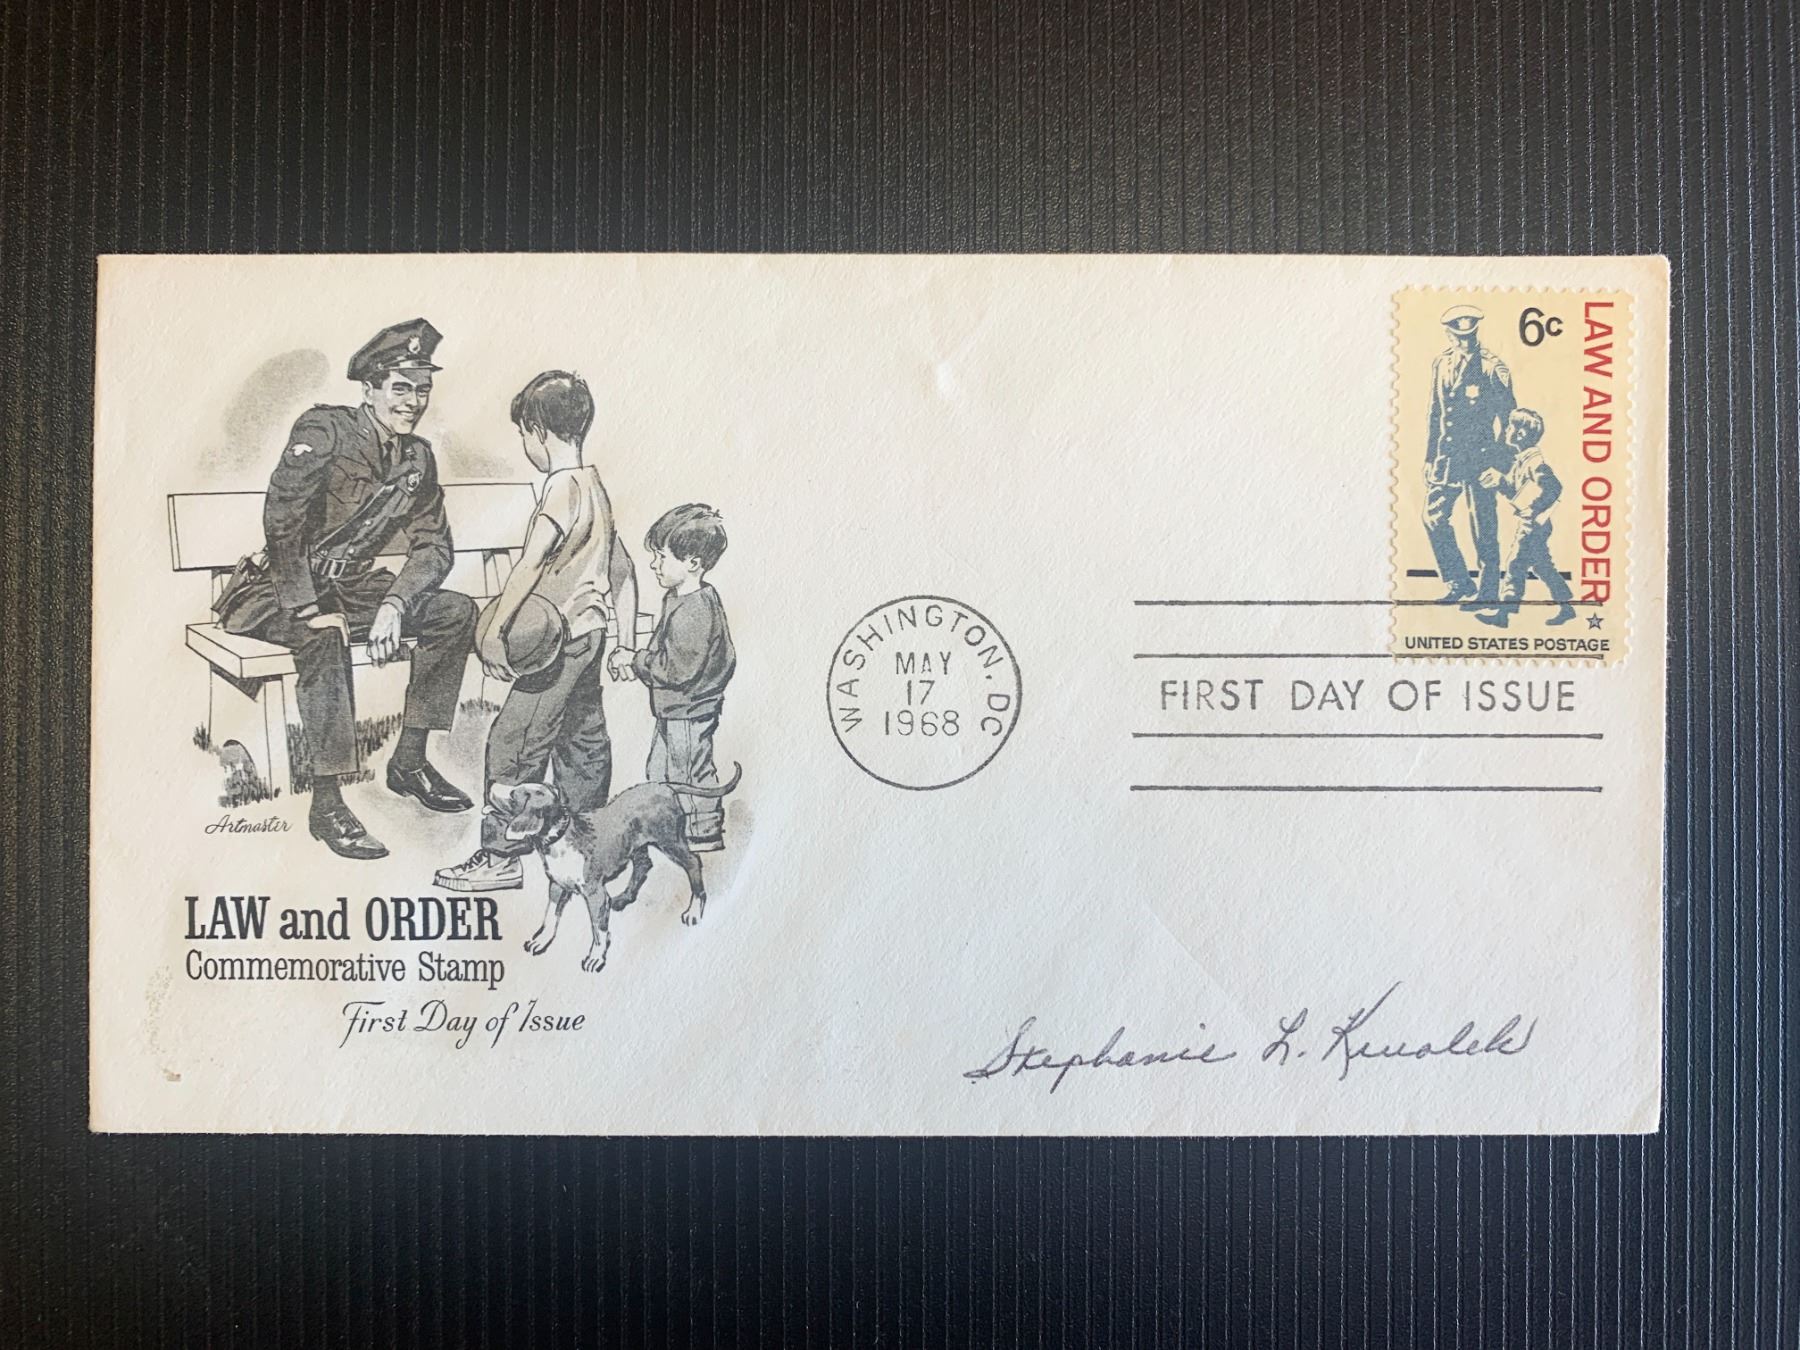 6c
LAW AND ORDER
UNITED STATES POSTAGE
WASHINGTON, DC
MAY
17
1968
FIRST DAY OF ISSUE
Artmaster
LAW and ORDER
Commemorative Stamp
First Day of Issue
Stephanie L. Kwolek